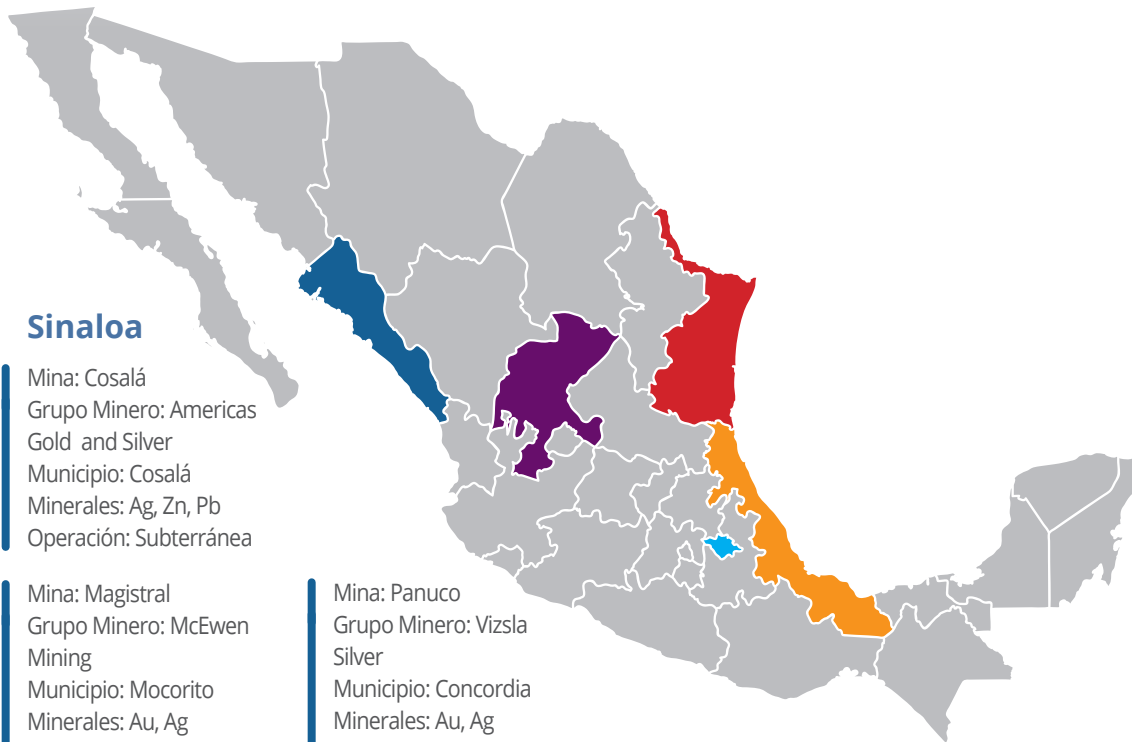 Sinaloa
Mina: Cosalá
Grupo Minero: Americas
Gold and Silver
Municipio: Cosalá
Minerales: Ag, Zn, Pb
Operación: Subterránea
Mina: Magistral
Grupo Minero: McEwen
Mining
Municipio: Mocorito
Minerales: Au, Ag
Mina: Panuco
Grupo Minero: Vizsla
Silver
Municipio: Concordia
Minerales: Au, Ag